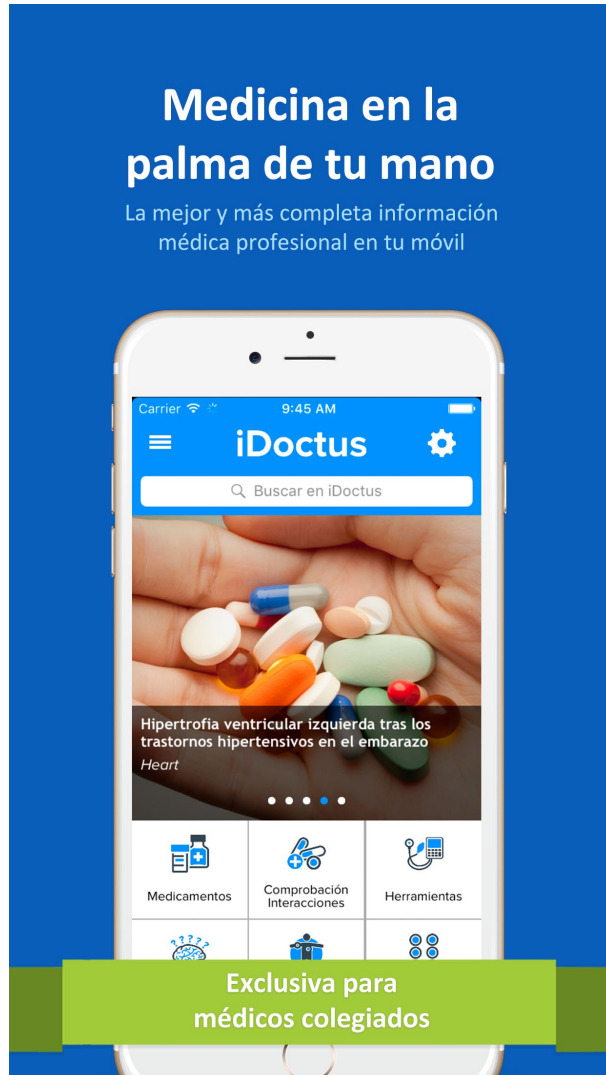 Medicina en la
palma de tu mano
La mejor y más completa información
médica profesional en tu móvil
Carrier 9:45 AM
iDoctus
Buscar en iDoctus
Hipertrofia ventricular izquierda tras los
trastornos hipertensivos en el embarazo
Heart
Medicamentos
Comprobación
Interacciones
Herramientas
?????
Exclusiva para
médicos colegiados